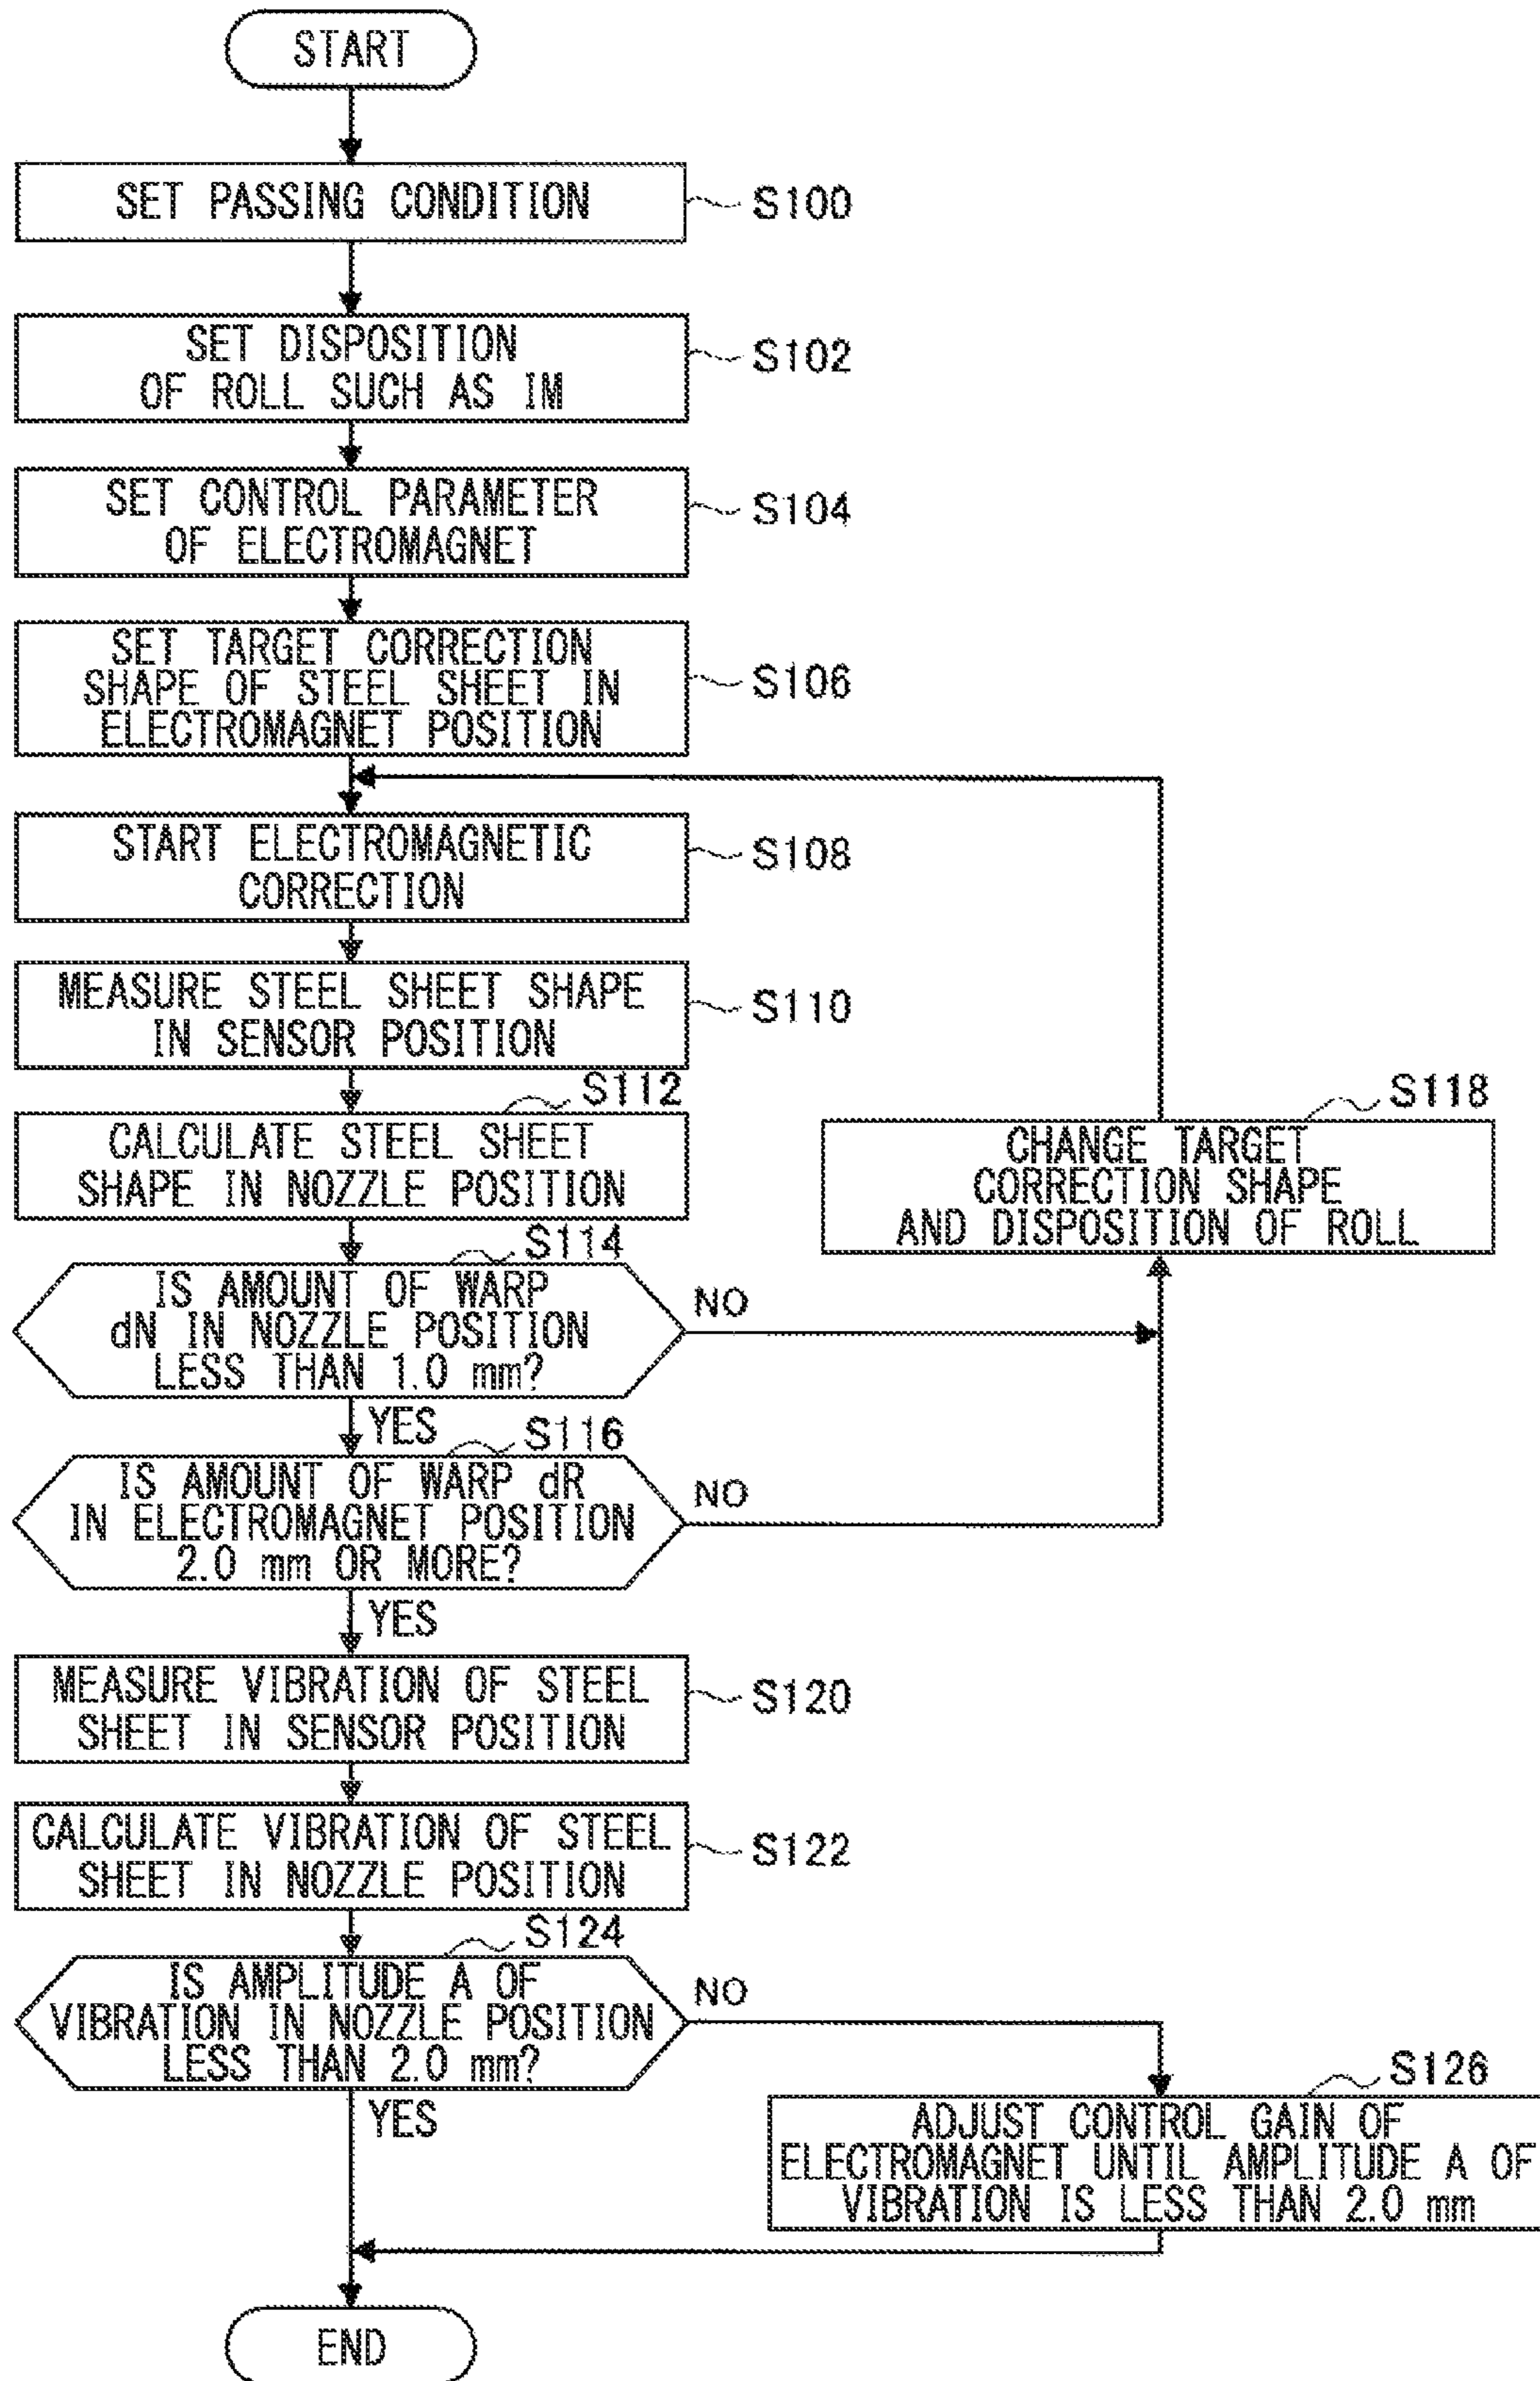 START
SET PASSING CONDITION
S100
SET DISPOSITION
OF ROLL SUCH AS IM
S102
SET CONTROL PARAMETER
OF ELECTROMAGNET
S104
SET TARGET CORRECTION
SHAPE OF STEEL SHEET IN
ELECTROMAGNET POSITION
S106
START ELECTROMAGNETIC
CORRECTION
S108
MEASURE STEEL SHEET SHAPE
IN SENSOR POSITION
S110
S112
CALCULATE STEEL SHEET
SHAPE IN NOZZLE POSITION
S118
CHANGE TARGET
CORRECTION SHAPE
AND DISPOSITION OF ROLL
S114
IS AMOUNT OF WARP
dN IN NOZZLE POSITION
LESS THAN 1.0 mm?
NO
YES
S116
IS AMOUNT OF WARP dR
IN ELECTROMAGNET POSITION
2.0 mm OR MORE?
NO
YES
MEASURE VIBRATION OF STEEL
SHEET IN SENSOR POSITION
S120
CALCULATE VIBRATION OF STEEL
SHEET IN NOZZLE POSITION
S122
S124
IS AMPLITUDE A OF
VIBRATION IN NOZZLE POSITION
LESS THAN 2.0 mm?
NO
YES
S126
ADJUST CONTROL GAIN OF
ELECTROMAGNET UNTIL AMPLITUDE A OF
VIBRATION IS LESS THAN 2.0 mm
END